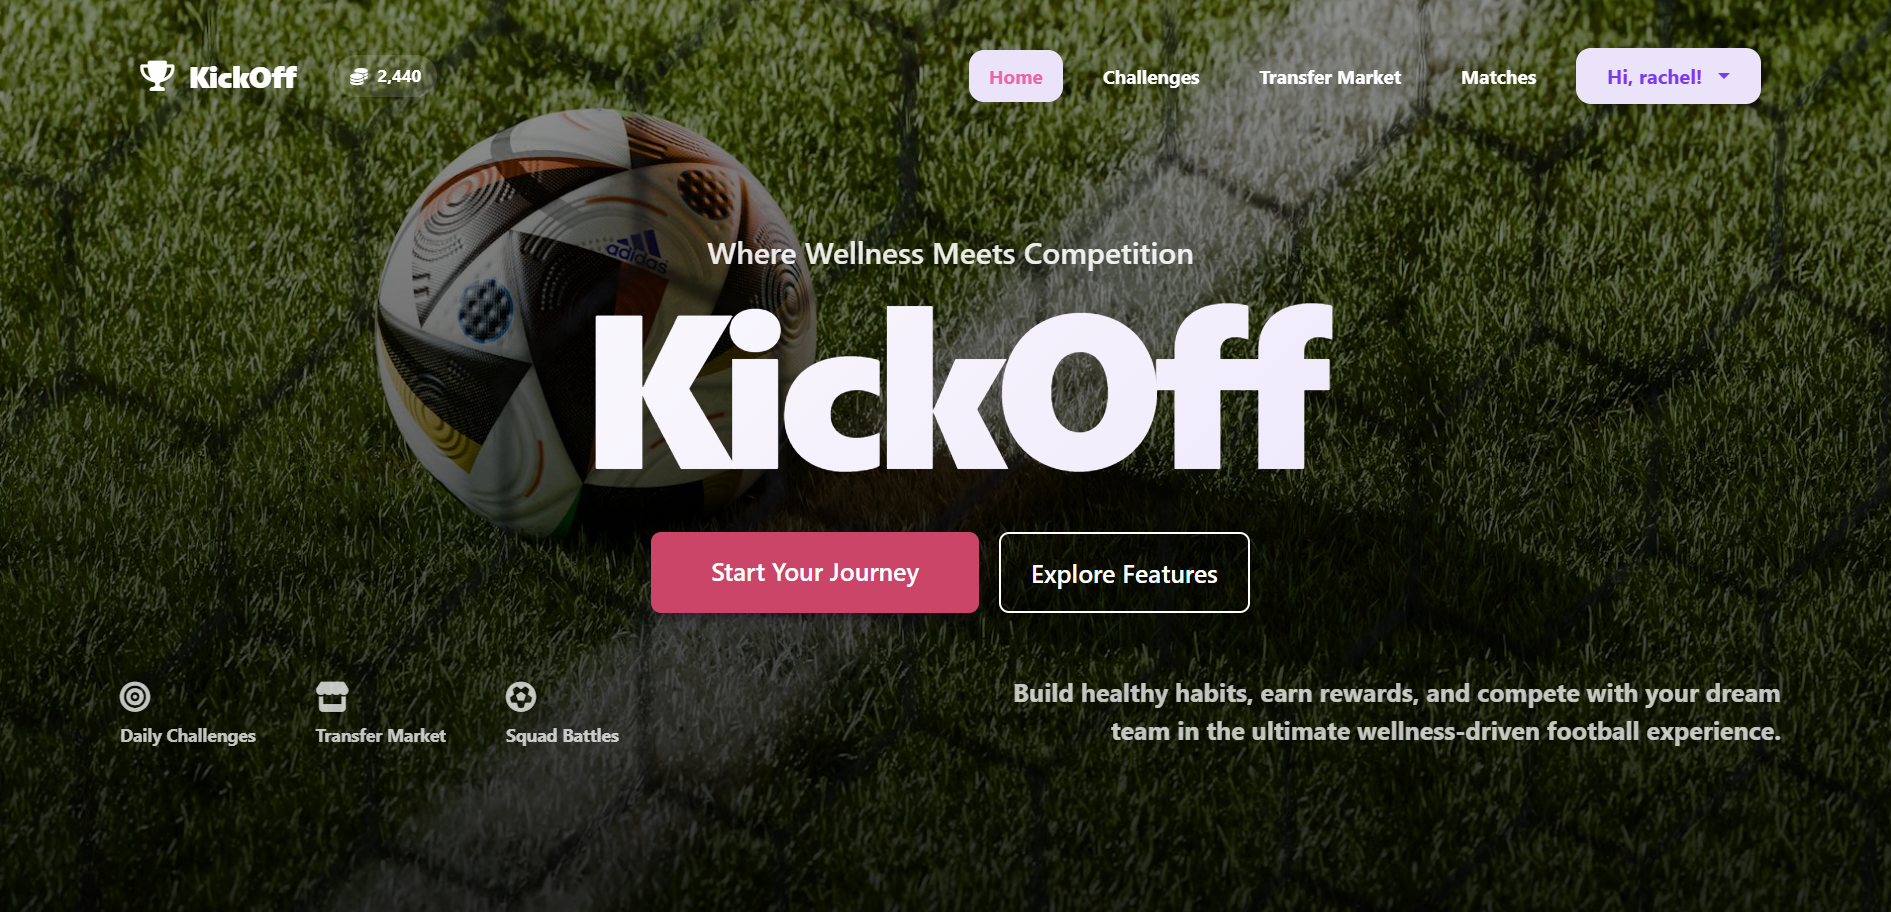 KickOff
2,440
Home
Challenges
Transfer Market
Matches
Hi, rachel!
adidas
Where Wellness Meets Competition
KickOff
Start Your Journey
Explore Features
Daily Challenges
Transfer Market
Squad Battles
Build healthy habits, earn rewards, and compete with your dream
team in the ultimate wellness-driven football experience.